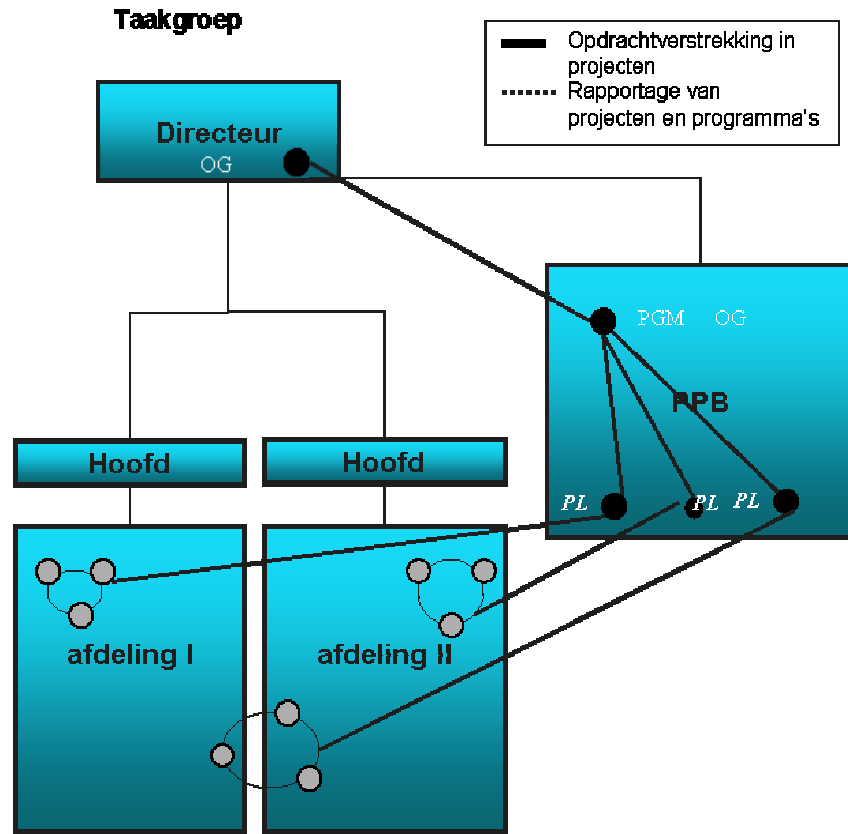 Taakgroep
Opdrachtverstrekking in
projecten
Rapportage van
projecten en programma's
Directeur
OG
PGM OG
PPB
Hoofd
Hoofd
PL
PL
PL
afdeling I
afdeling II